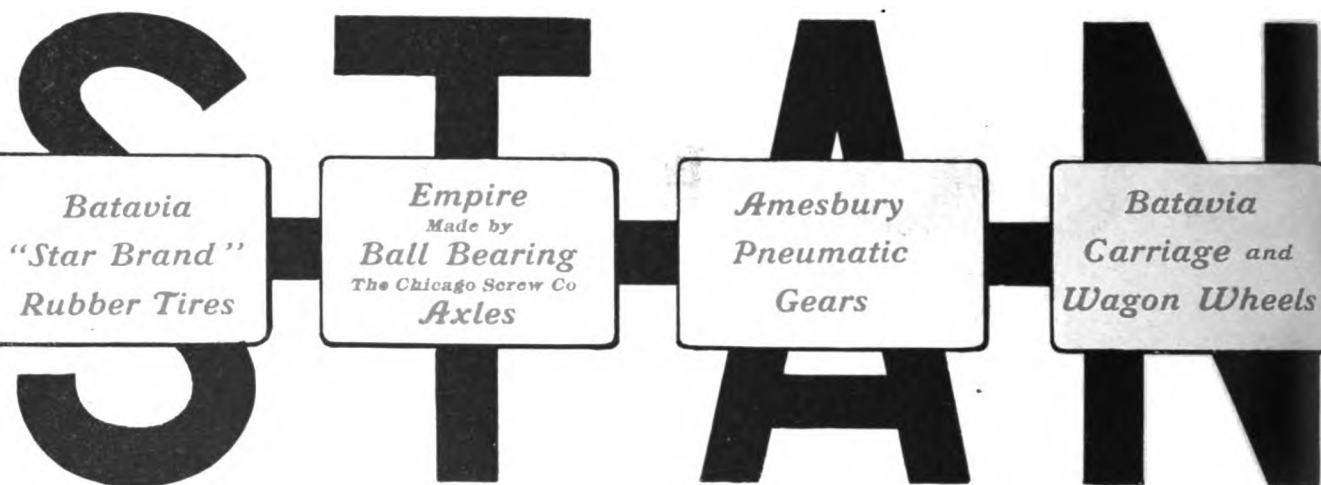 STAN
Batavia
“Star Brand”
Rubber Tires
Empire
Made by
Ball Bearing
The Chicago Screw Co
Axles
Amesbury
Pneumatic
Gears
Batavia
Carriage and
Wagon Wheels